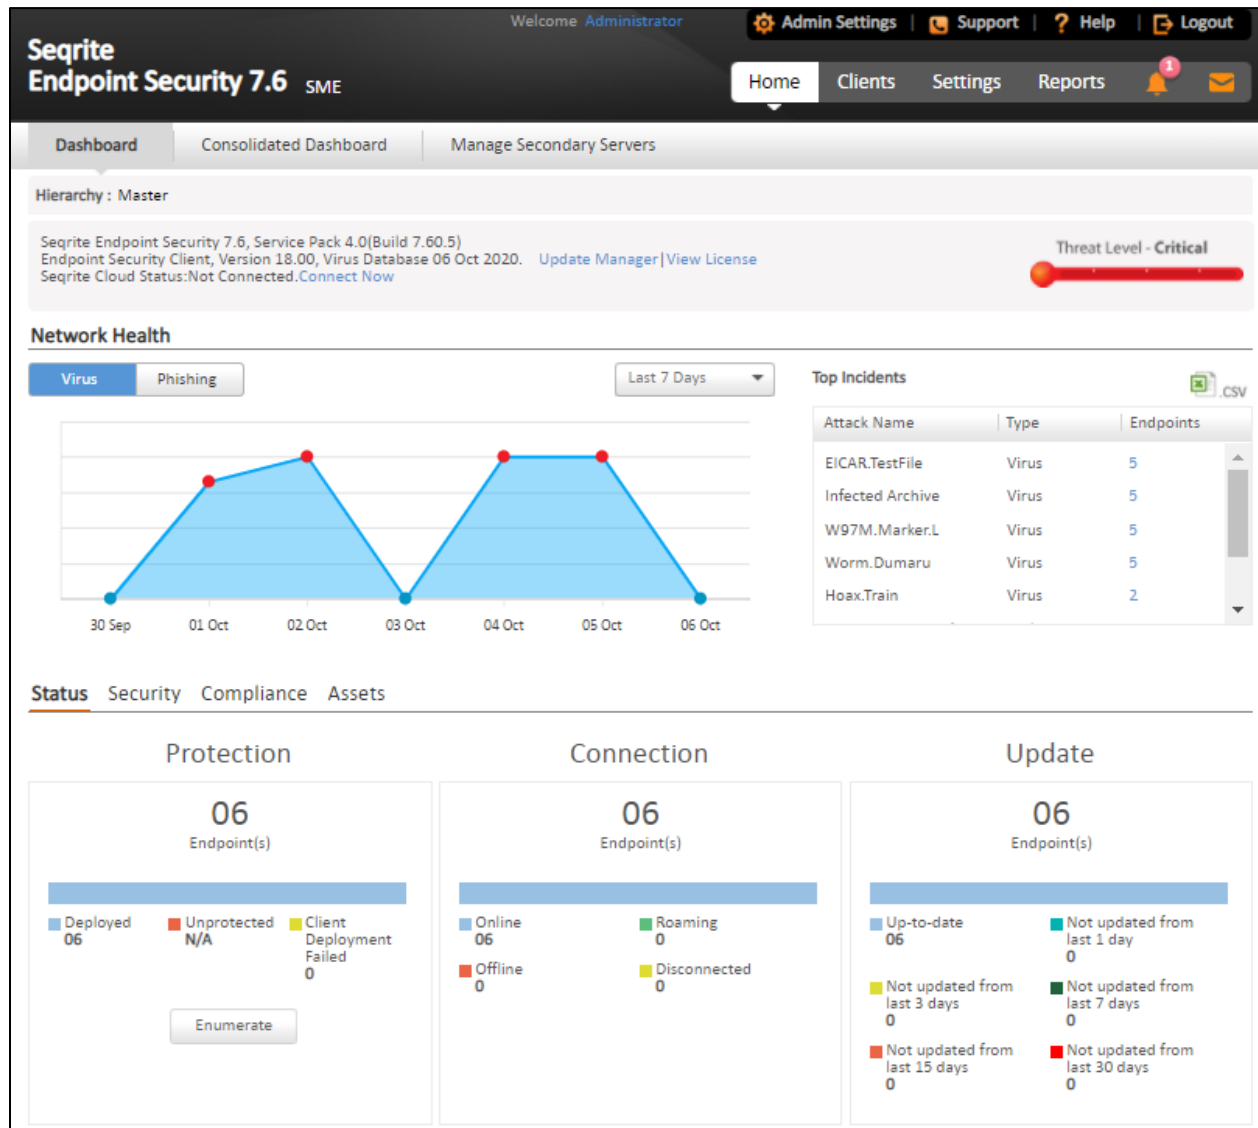 Welcome Administrator
Admin Settings | Support | ? Help | Logout
Seqrite
Endpoint Security 7.6 SME
Home Clients Settings Reports 1
Dashboard Consolidated Dashboard Manage Secondary Servers
Hierarchy : Master
Seqrite Endpoint Security 7.6, Service Pack 4.0(Build 7.60.5)
Endpoint Security Client, Version 18.00, Virus Database 06 Oct 2020. Update Manager|View License
Seqrite Cloud Status:Not Connected.Connect Now
Threat Level - Critical
Network Health
Virus Phishing Last 7 Days
30 Sep 01 Oct 02 Oct 03 Oct 04 Oct 05 Oct 06 Oct
Top Incidents .CSV
Attack Name Type Endpoints
EICAR.TestFile Virus 5
Infected Archive Virus 5
W97M.Marker.L Virus 5
Worm.Dumaru Virus 5
Hoax.Train Virus 2
Status Security Compliance Assets
Protection
06
Endpoint(s)
Deployed
06
Unprotected
N/A
Client
Deployment
Failed
0
Enumerate
Connection
06
Endpoint(s)
Online
06
Roaming
0
Offline
0
Disconnected
0
Update
06
Endpoint(s)
Up-to-date
06
Not updated from
last 1 day
0
Not updated from
last 3 days
0
Not updated from
last 7 days
0
Not updated from
last 15 days
0
Not updated from
last 30 days
0